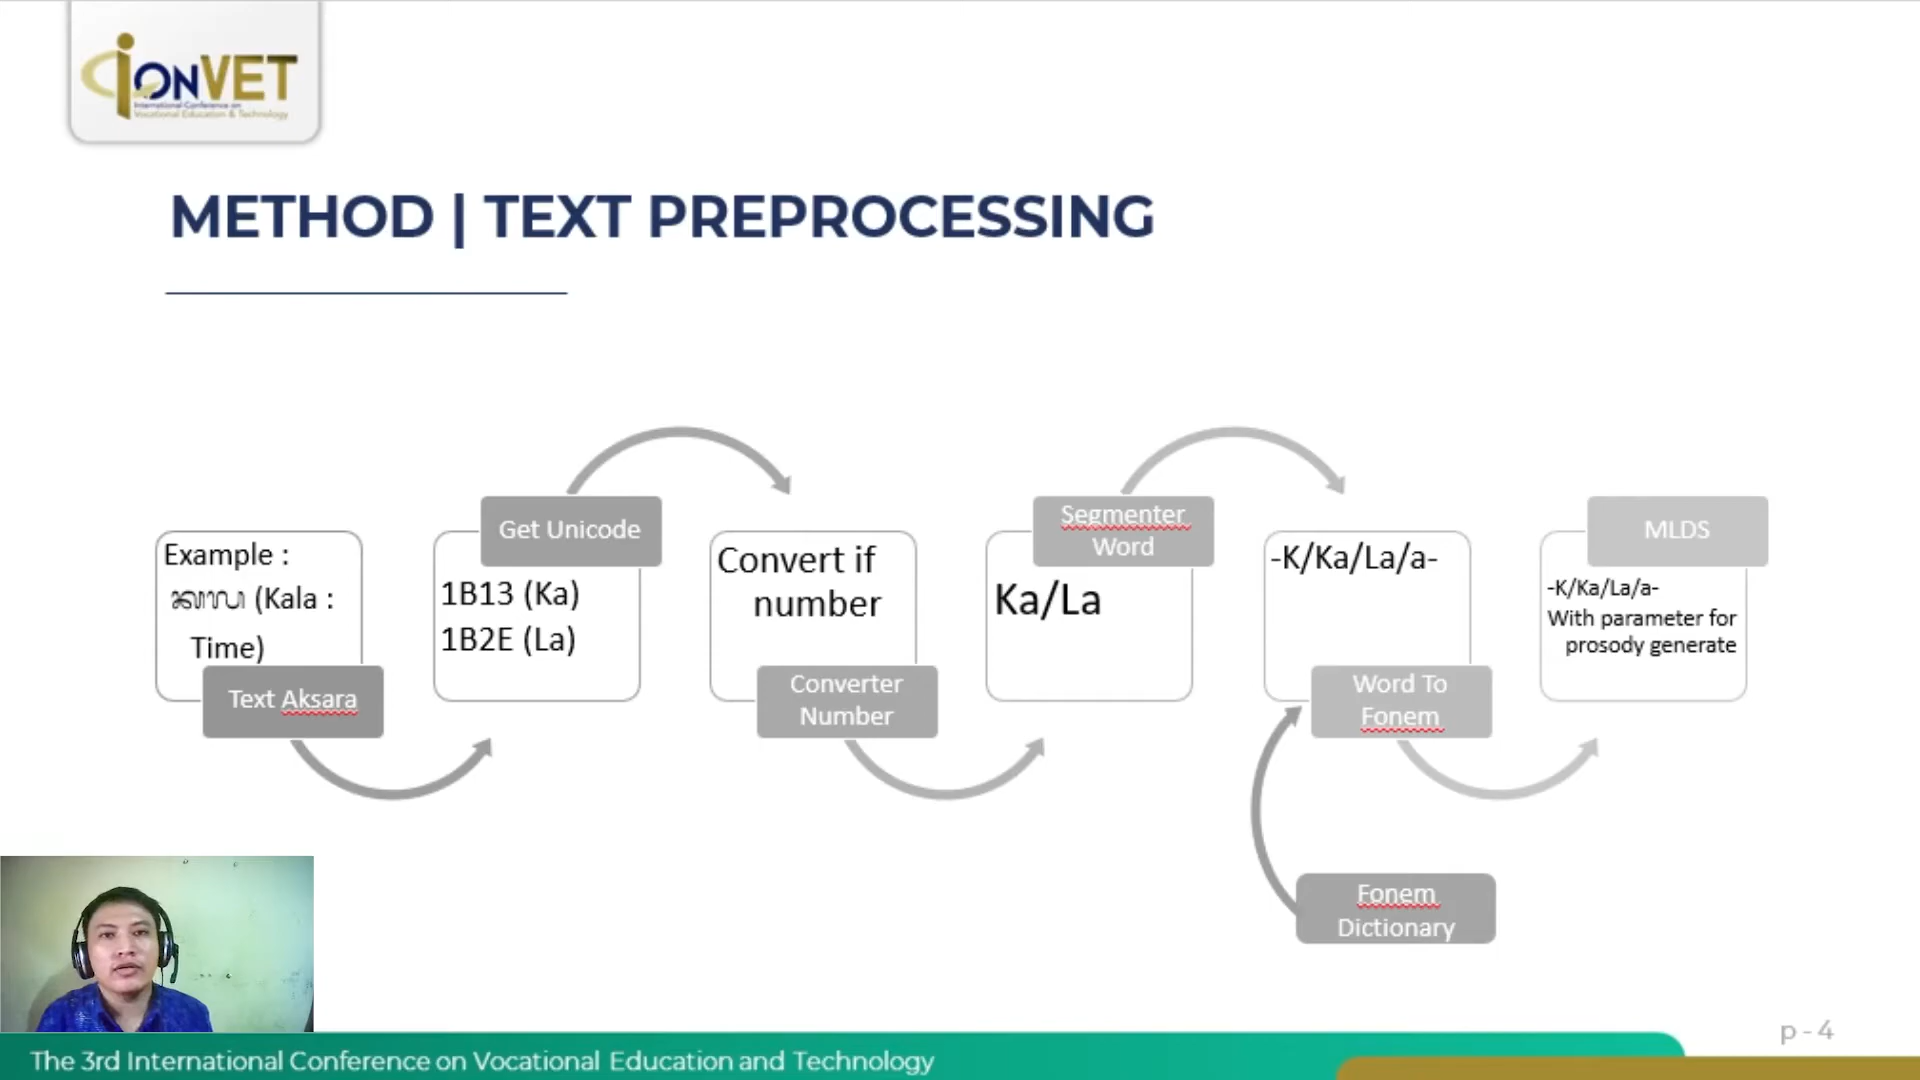 ionVET
International Conference on
Vocational Education & Technology
METHOD | TEXT PREPROCESSING
Example :
(Kala :
Time)
Text Aksara
Get Unicode
1B13 (Ka)
1B2E (La)
Convert if
number
Converter
Number
Segmenter
Word
Ka/La
-K/Ka/La/a-
Word To
Fonem
Fonem
Dictionary
MLDS
-K/Ka/La/a-
With parameter for
prosody generate
p - 4
The 3rd International Conference on Vocational Education and Technology